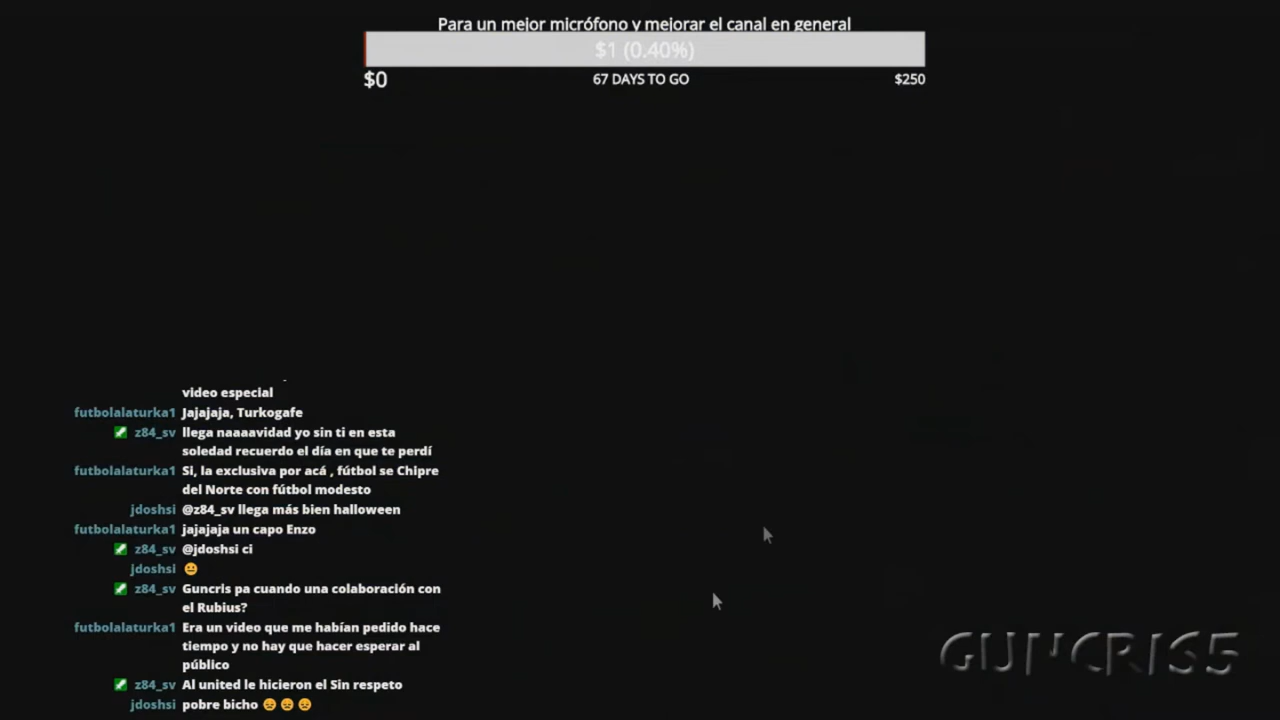 Para un mejor micrófono y mejorar el canal en general
$1 (0.40%)
$0 67 DAYS TO GO $250
video especial
futbolalaturka1 Jajajaja, Turkogafe
z84_sv llega naaaavidad yo sin ti en esta
soledad recuerdo el día en que te perdí
futbolalaturka1 Si, la exclusiva por acá , fútbol se Chipre
del Norte con fútbol modesto
jdoshsi @z84_sv llega más bien halloween
futbolalaturka1 jajajaja un capo Enzo
z84_sv @jdoshsi ci
jdoshsi 😐
z84_sv Guncris pa cuando una colaboración con
el Rubius?
futbolalaturka1 Era un video que me habían pedido hace
tiempo y no hay que hacer esperar al
público
z84_sv Al united le hicieron el Sin respeto
jdoshsi pobre bicho 😞 😞 😞
GUNCRIS5